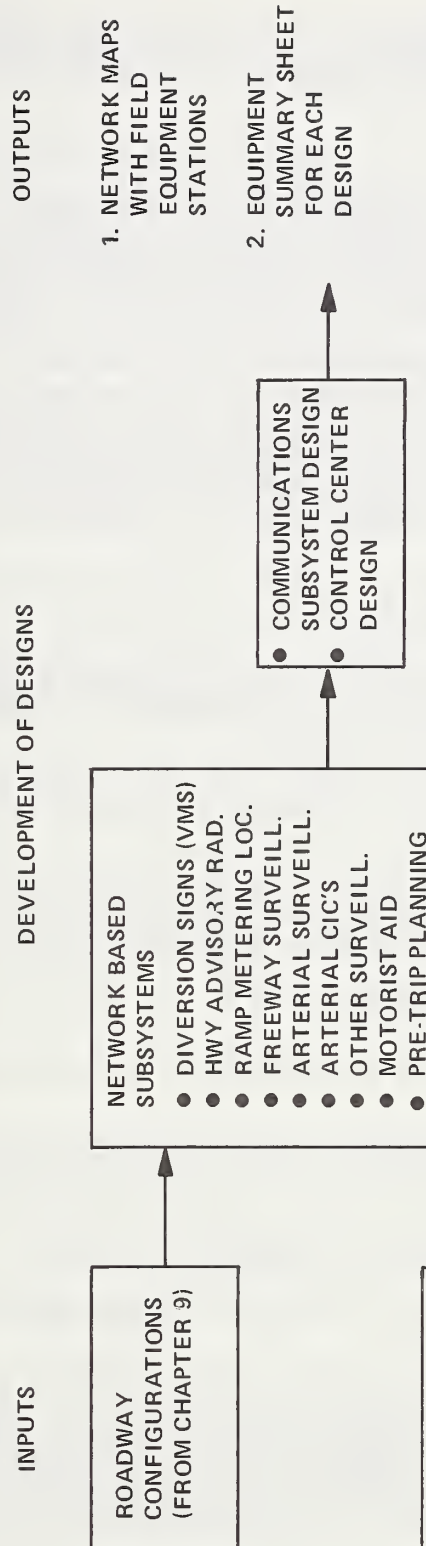 INPUTS
DEVELOPMENT OF DESIGNS
OUTPUTS
ROADWAY
CONFIGURATIONS
(FROM CHAPTER 9)
NETWORK BASED
SUBSYSTEMS
● DIVERSION SIGNS (VMS)
● HWY ADVISORY RAD.
● RAMP METERING LOC.
● FREEWAY SURVEILL.
● ARTERIAL SURVEILL.
● ARTERIAL CIC'S
● OTHER SURVEILL.
● MOTORIST AID
● PRE-TRIP PLANNING
● COMMUNICATIONS
SUBSYSTEM DESIGN
● CONTROL CENTER
DESIGN
1. NETWORK MAPS
WITH FIELD
EQUIPMENT
STATIONS
2. EQUIPMENT
SUMMARY SHEET
FOR EACH
DESIGN